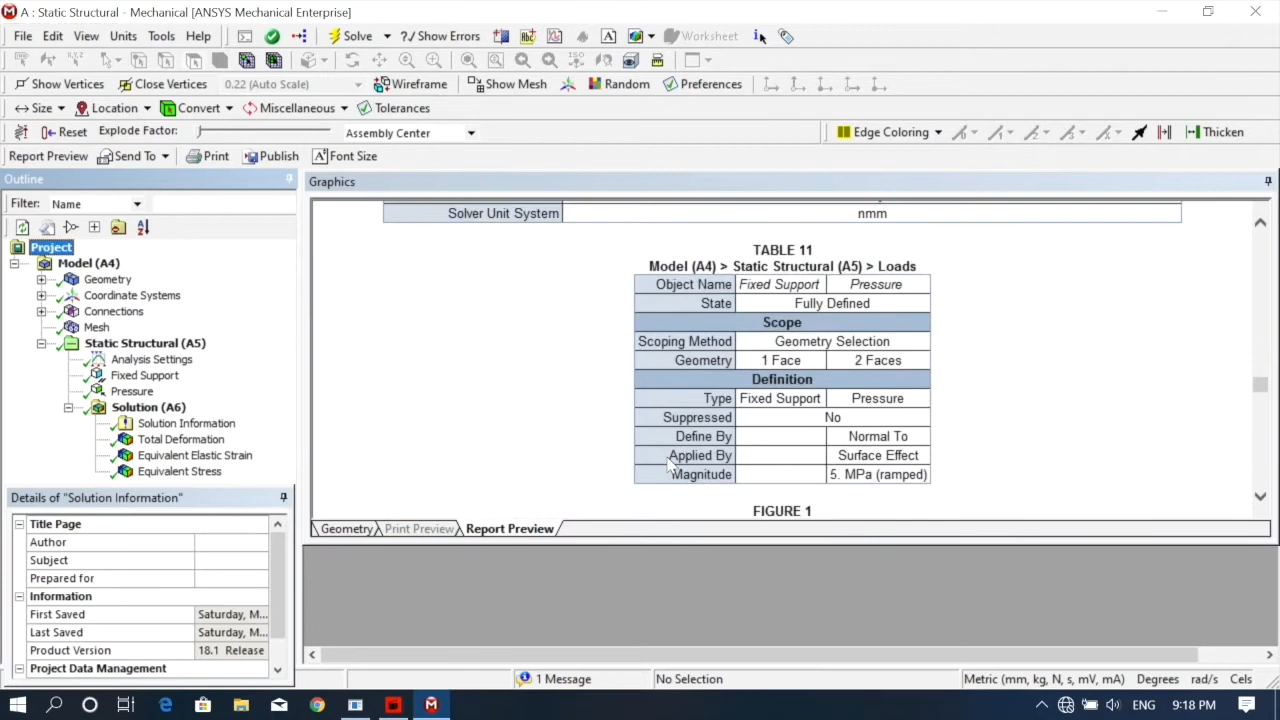 A : Static Structural - Mechanical [ANSYS Mechanical Enterprise]
File Edit View Units Tools Help Solve ?/ Show Errors Worksheet
Show Vertices Close Vertices 0.22 (Auto Scale) Wireframe Show Mesh Random Preferences
Size Location Convert Miscellaneous Tolerances
Reset Explode Factor: Assembly Center Edge Coloring Thicken
Report Preview Send To Print Publish Font Size
Outline
Filter: Name
Project
Model (A4)
Geometry
Coordinate Systems
Connections
Mesh
Static Structural (A5)
Analysis Settings
Fixed Support
Pressure
Solution (A6)
Solution Information
Total Deformation
Equivalent Elastic Strain
Equivalent Stress
Details of "Solution Information"
Title Page
Author
Subject
Prepared for
Information
First Saved Saturday, M...
Last Saved Saturday, M...
Product Version 18.1 Release
Project Data Management
Graphics
Solver Unit System nmm
TABLE 11
Model (A4) > Static Structural (A5) > Loads
Object Name Fixed Support Pressure
State Fully Defined
Scope
Scoping Method Geometry Selection
Geometry 1 Face 2 Faces
Definition
Type Fixed Support Pressure
Suppressed No
Define By Normal To
Applied By Surface Effect
Magnitude 5. MPa (ramped)
FIGURE 1
Geometry Print Preview Report Preview
1 Message No Selection Metric (mm, kg, N, s, mV, mA) Degrees rad/s Cels
ENG 9:18 PM